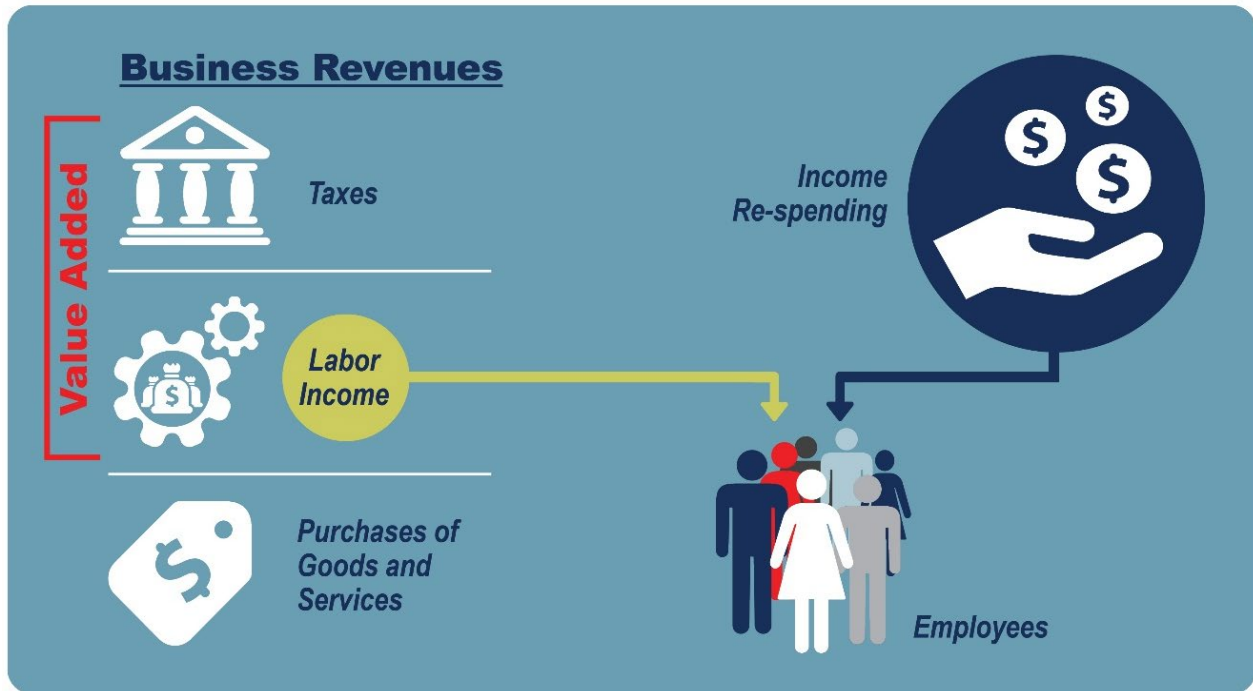 Business Revenues
Value Added
Taxes
Labor
Income
Purchases of
Goods and
Services
Income
Re-spending
Employees
$
$
$
$
$